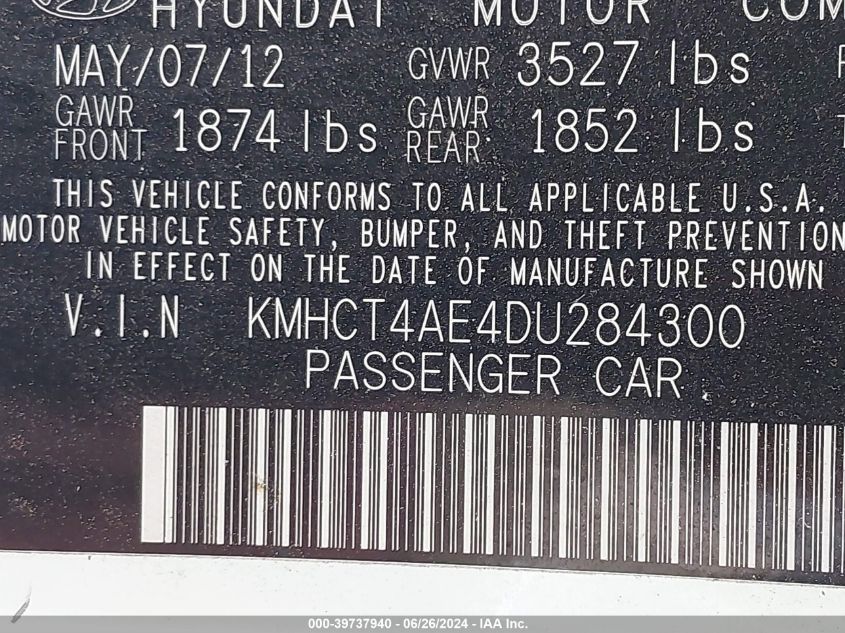 HYUNDAI MOTOR COM
MAY/07/12 GVWR 3527 lbs
GAWR FRONT 1874 lbs GAWR REAR: 1852 lbs
THIS VEHICLE CONFORMS TO ALL APPLICABLE U.S.A.
MOTOR VEHICLE SAFETY, BUMPER, AND THEFT PREVENTION
IN EFFECT ON THE DATE OF MANUFACTURE SHOWN
V.I.N KMHCT4AE4DU284300
PASSENGER CAR
000-39737940 - 06/26/2024 - IAA Inc.